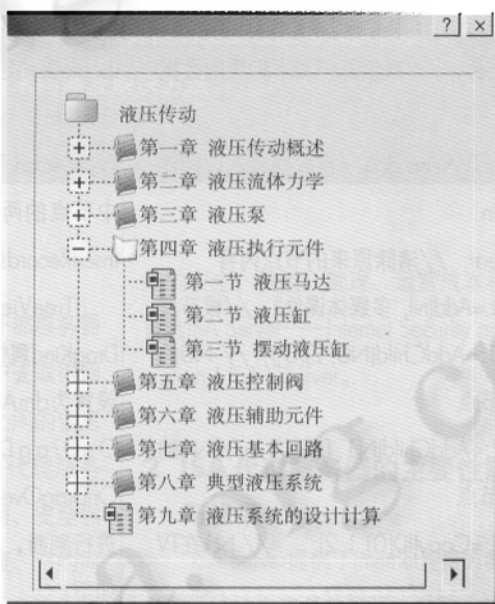 液压传动
第一章 液压传动概述
第二章 液压流体力学
第三章 液压泵
第四章 液压执行元件
第一节 液压马达
第二节 液压缸
第三节 摆动液压缸
第五章 液压控制阀
第六章 液压辅助元件
第七章 液压基本回路
第八章 典型液压系统
第九章 液压系统的设计计算